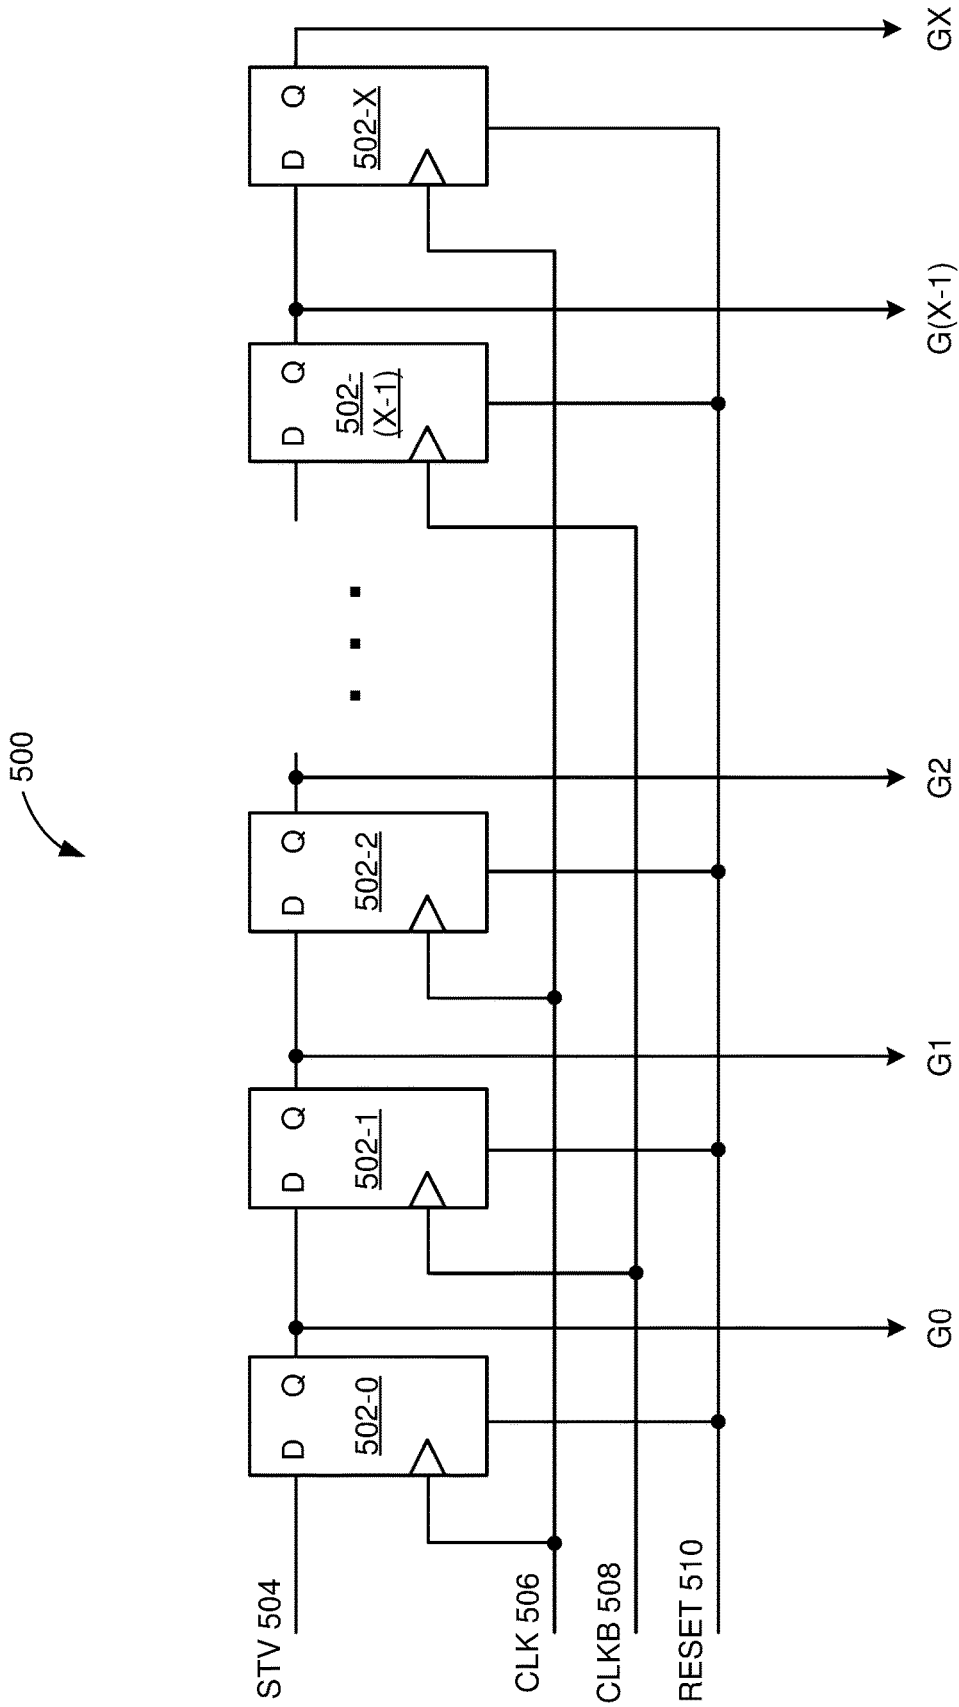 500
STV 504
D Q
502-0
D Q
502-1
D Q
502-2
D Q
502-
(X-1)
D Q
502-X
CLK 506
CLKB 508
RESET 510
G0
G1
G2
G(X-1)
GX